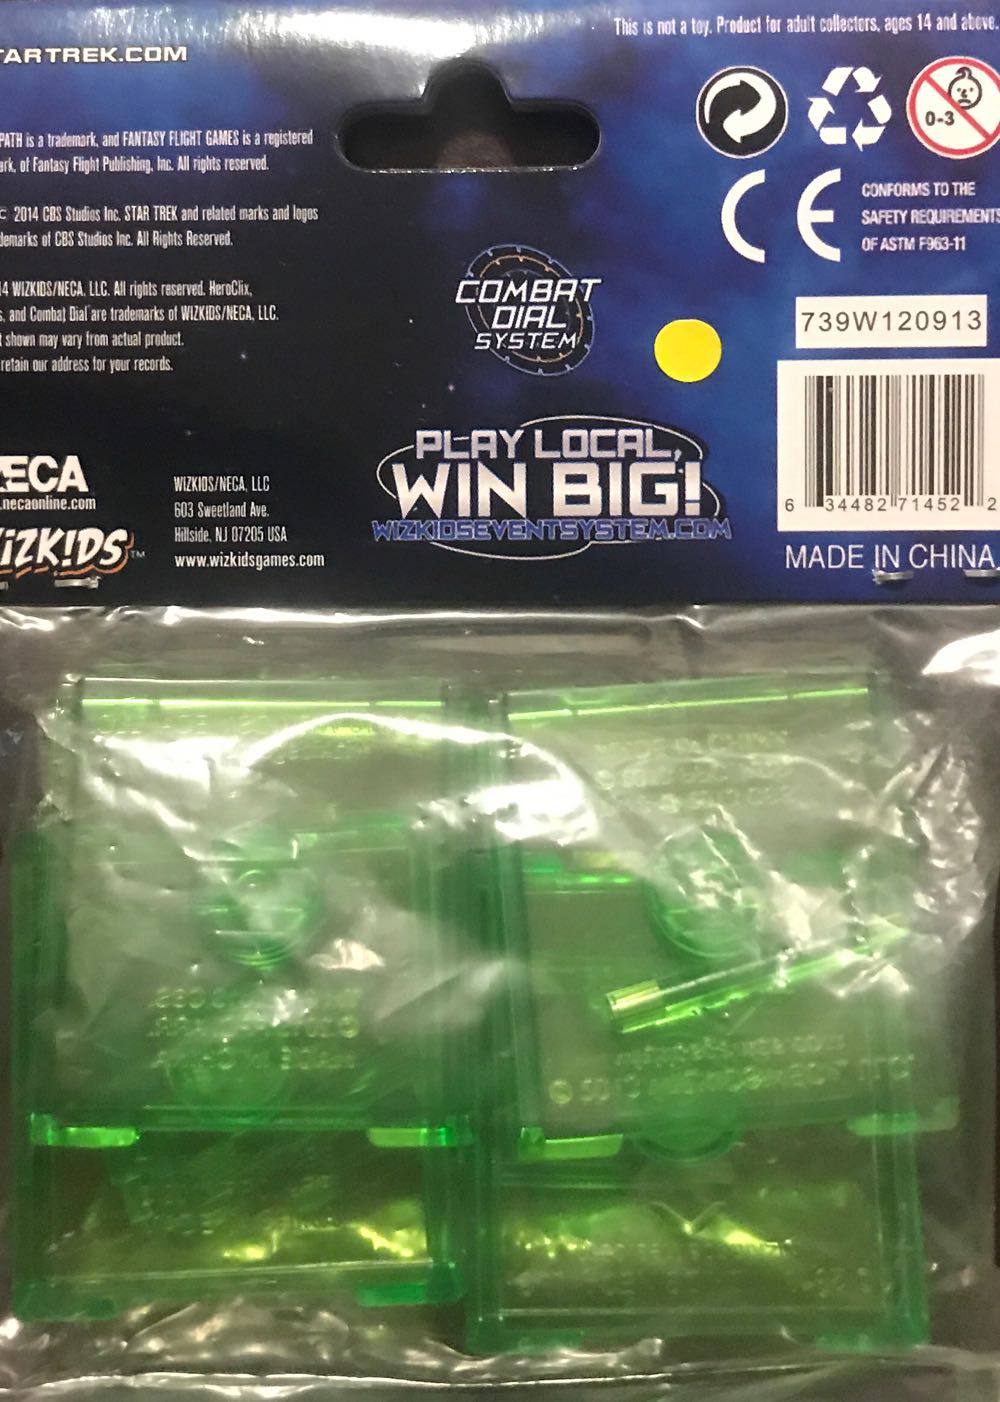 This is not a toy. Product for adult collectors, ages 14 and above.
TARTREK.COM
PATH is a trademark, and FANTASY FLIGHT GAMES is a registered
ark, of Fantasy Flight Publishing, Inc. All rights reserved.
© 2014 CBS Studios Inc. STAR TREK and related marks and logos
demarks of CBS Studios Inc. All Rights Reserved.
14 WIZKIDS/NECA, LLC. All rights reserved. HeroClix,
s, and Combat Dial are trademarks of WIZKIDS/NECA, LLC.
t shown may vary from actual product.
retain our address for your records.
0-3
CE
CONFORMS TO THE
SAFETY REQUIREMENTS
OF ASTM F963-11
COMBAT
DIAL
SYSTEM
739W120913
6 34482 71452 2
MADE IN CHINA
PLAY LOCAL,
WIN BIG!
WIZKIDSEVENTSYSTEM.COM
NECA
.necaonline.com
WIZK!DS™
WIZKIDS/NECA, LLC
603 Sweetland Ave.
Hillside, NJ 07205 USA
www.wizkidsgames.com